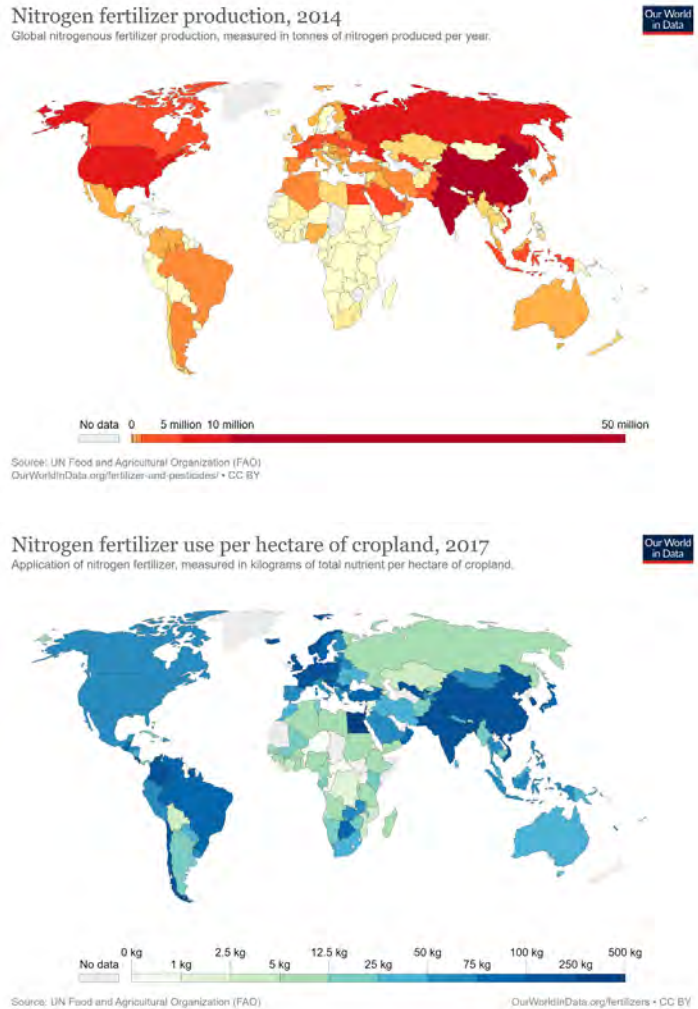 Nitrogen fertilizer production, 2014
Our World
in Data
Global nitrogenous fertilizer production, measured in tonnes of nitrogen produced per year.
No data 0 5 million 10 million 50 million
Source: UN Food and Agricultural Organization (FAO)
OurWorldInData.org/fertilizer-and-pesticides/ • CC BY
Nitrogen fertilizer use per hectare of cropland, 2017
Our World
in Data
Application of nitrogen fertilizer, measured in kilograms of total nutrient per hectare of cropland.
0 kg 2.5 kg 12.5 kg 50 kg 100 kg 500 kg
No data 1 kg 5 kg 25 kg 75 kg 250 kg
Source: UN Food and Agricultural Organization (FAO) OurWorldInData.org/fertilizers • CC BY